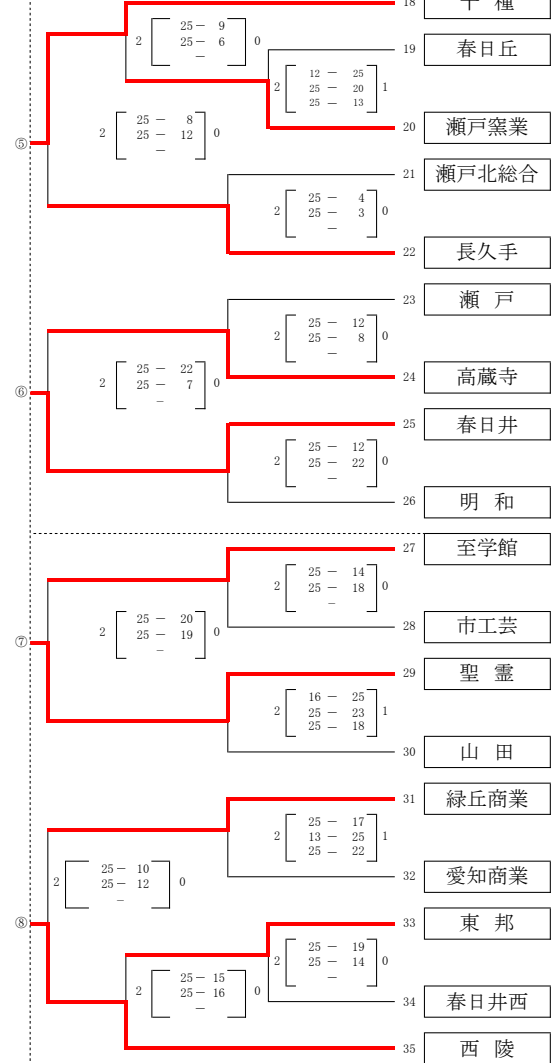 18 千 種
2 25－ 9 0
25－ 6
－
19 春日丘
2 12 － 25 1
25 － 20
25 － 13
20 瀬戸窯業
⑤ 2 25 － 8 0
25 － 12
－
21 瀬戸北総合
2 25 － 4 0
25 － 3
－
22 長久手
23 瀬 戸
2 25 － 12 0
25 － 8
－
24 高蔵寺
⑥ 2 25 － 22 0
25 － 7
－
25 春日井
2 25 － 12 0
25 － 22
－
26 明 和
27 至学館
2 25 － 14 0
25 － 18
－
28 市工芸
⑦ 2 25 － 20 0
25 － 19
－
29 聖 霊
2 16 － 25 1
25 － 23
25 － 18
30 山 田
31 緑丘商業
2 25 － 17 1
13 － 25
25 － 22
32 愛知商業
⑧ 2 25－ 10 0
25－ 12
－
33 東 邦
2 25 － 19 0
25 － 14
－
34 春日井西
2 25－ 15 0
25－ 16
－
35 西 陵